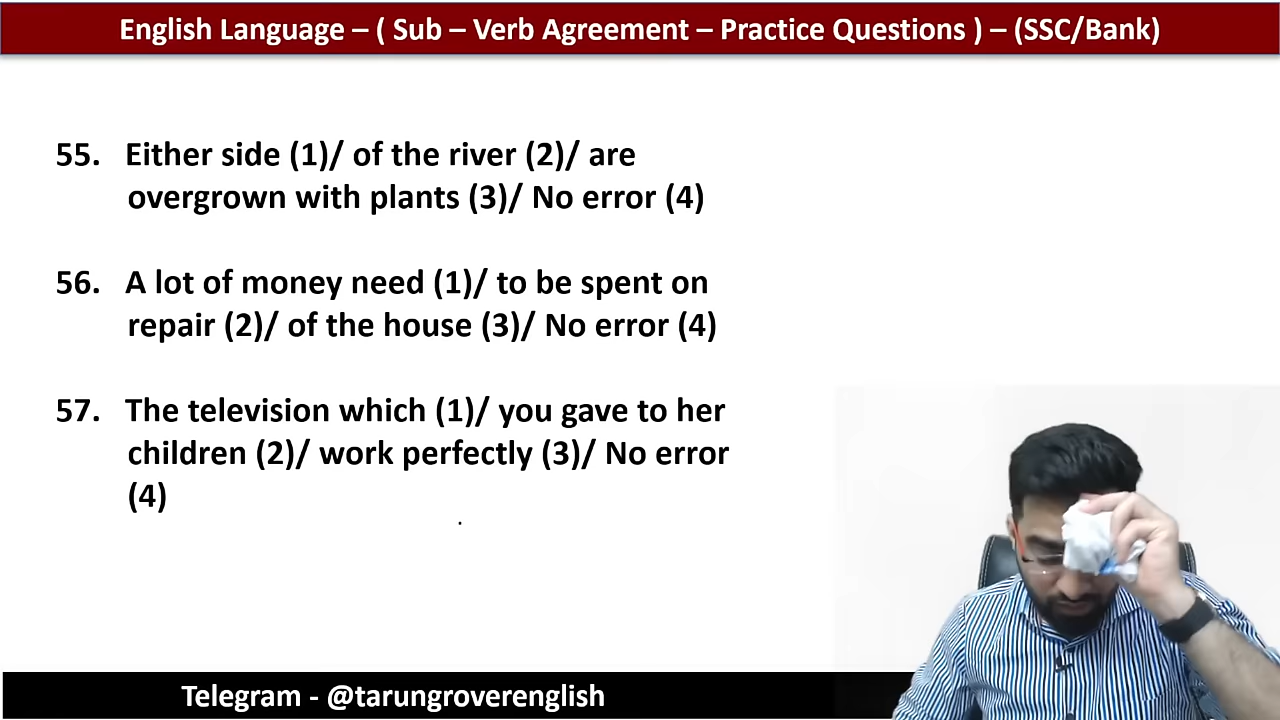 English Language – ( Sub – Verb Agreement – Practice Questions ) – (SSC/Bank)
55. Either side (1)/ of the river (2)/ are
overgrown with plants (3)/ No error (4)
56. A lot of money need (1)/ to be spent on
repair (2)/ of the house (3)/ No error (4)
57. The television which (1)/ you gave to her
children (2)/ work perfectly (3)/ No error
(4)
Telegram - @tarungroverenglish